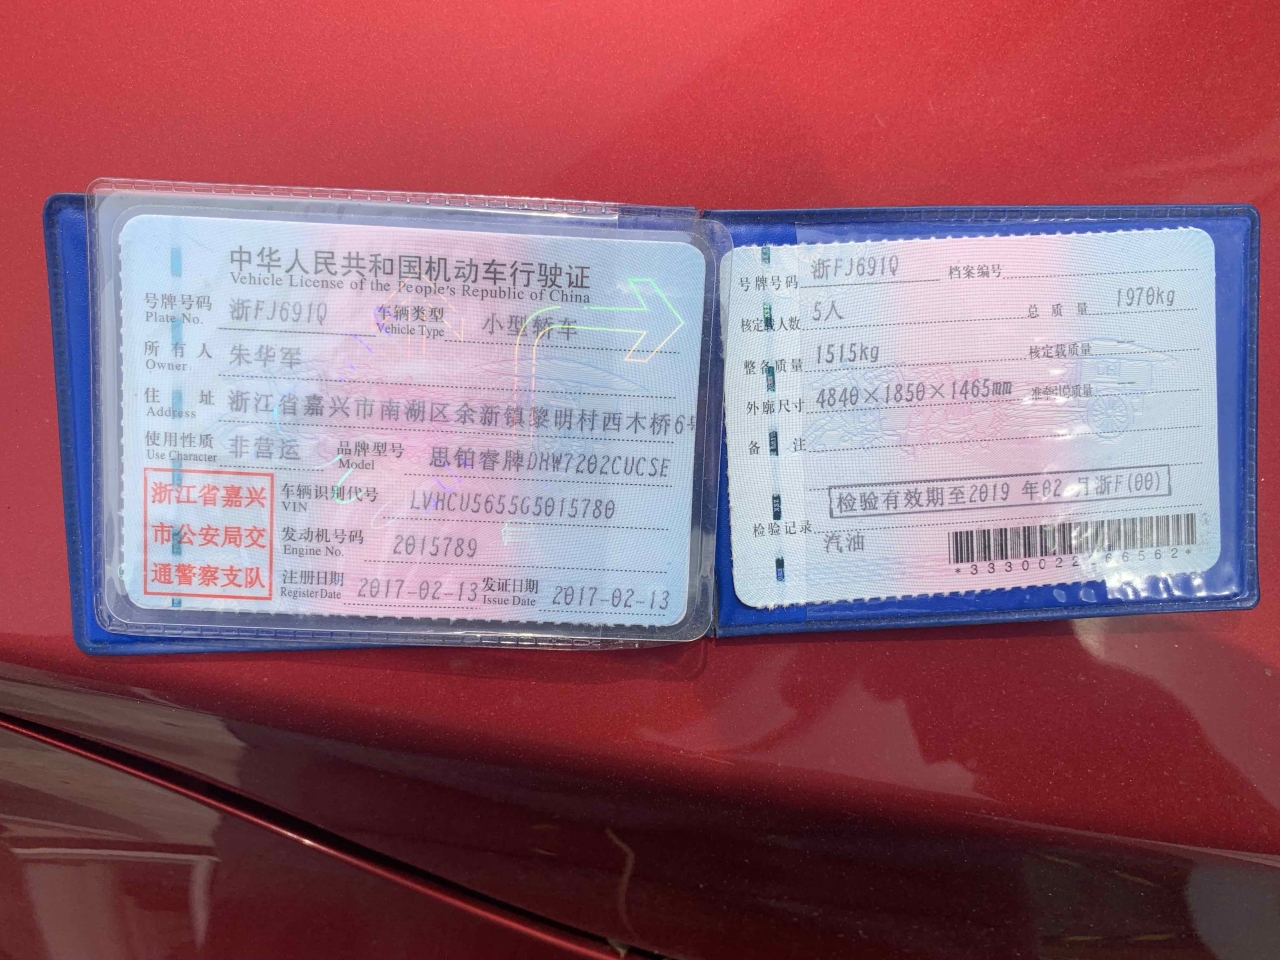 中华人民共和国机动车行驶证
Vehicle License of the People's Republic of China
号牌号码 浙FJ691Q 车辆类型 小型轿车
Plate No. Vehicle Type
所有人 朱华军
Owner
住址 浙江省嘉兴市南湖区余新镇黎明村西木桥6号
Address
使用性质 非营运 品牌型号 思铂睿牌DHW7202CUCSE
Use Character Model
浙江省嘉兴
市公安局交
通警察支队
车辆识别代号 LVHCU5655G5015780
VIN
发动机号码 2015789
Engine No.
注册日期 2017-02-13 发证日期 2017-02-13
Register Date Issue Date
号牌号码 浙FJ691Q 档案编号
核定载人数 5人 总质量 1970kg
整备质量 1515kg 核定载质量 --
外廓尺寸 4840×1850×1465mm 准牵引总质量 --
备注
检验有效期至2019年02月浙F(00)
检验记录
汽油